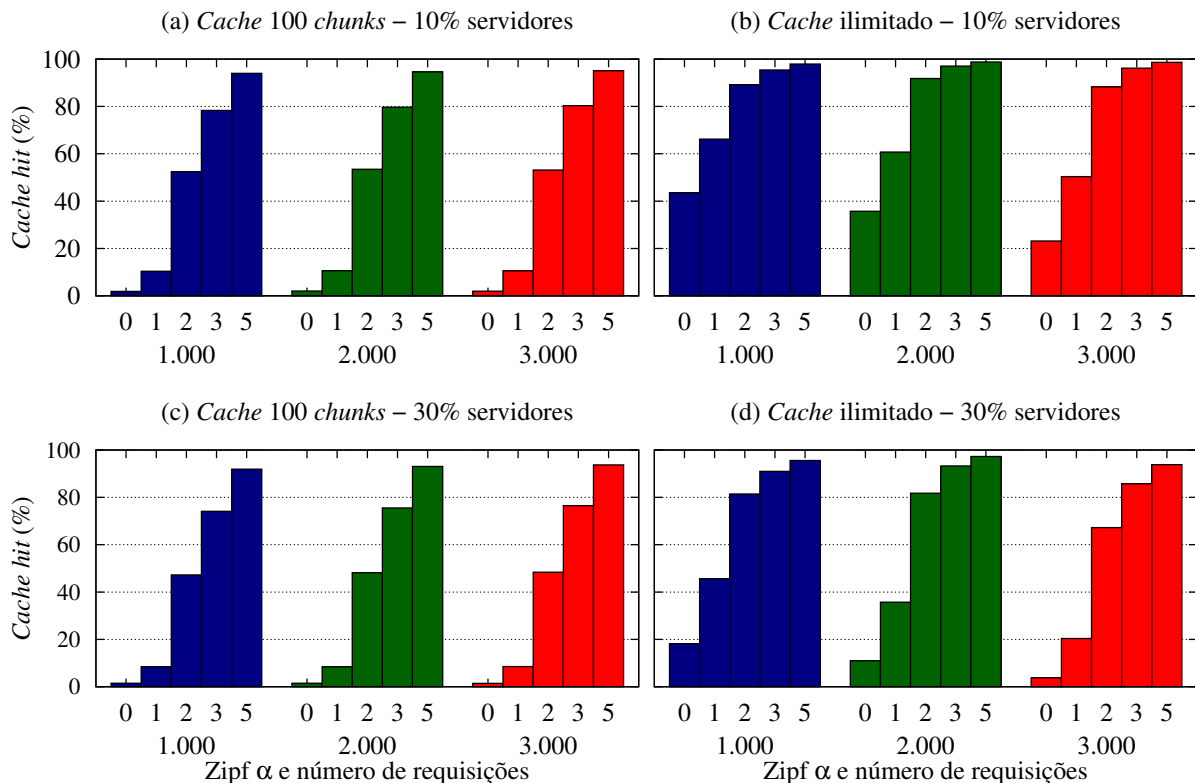 (a) Cache 100 chunks – 10% servidores
(b) Cache ilimitado – 10% servidores
Cache hit (%)
100
80
60
40
20
0
0 1 2 3 5 0 1 2 3 5 0 1 2 3 5
1.000 2.000 3.000
0 1 2 3 5 0 1 2 3 5 0 1 2 3 5
1.000 2.000 3.000
(c) Cache 100 chunks – 30% servidores
(d) Cache ilimitado – 30% servidores
Cache hit (%)
100
80
60
40
20
0
0 1 2 3 5 0 1 2 3 5 0 1 2 3 5
1.000 2.000 3.000
Zipf α e número de requisições
0 1 2 3 5 0 1 2 3 5 0 1 2 3 5
1.000 2.000 3.000